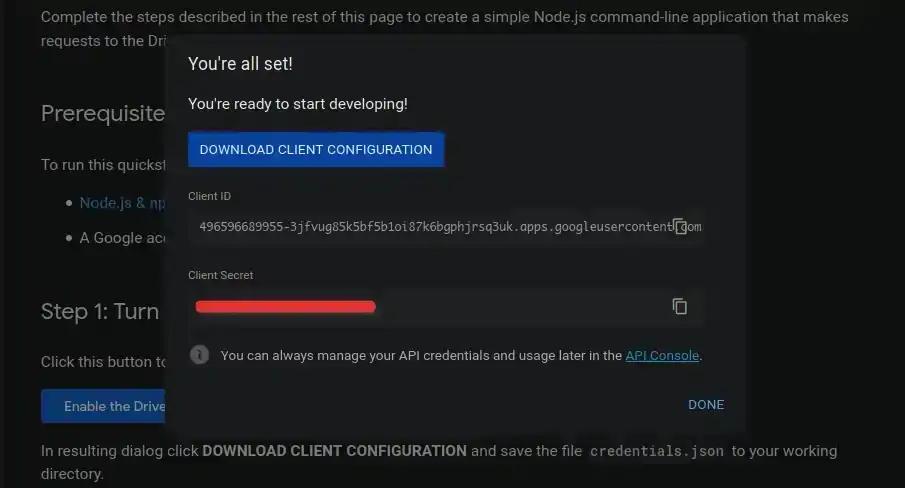 Complete the steps described in the rest of this page to create a simple Node.js command-line application that makes
requests to the Dri
You're all set!
You're ready to start developing!
Prerequisite
DOWNLOAD CLIENT CONFIGURATION
To run this quickst
Client ID
Node.js & np
496596689955-3jfvug85k5bf5b1oi87k6bgphjrsq3uk.apps.googleusercontent.com
A Google acc
Client Secret
Step 1: Turn
You can always manage your API credentials and usage later in the API Console.
Click this button to
Enable the Drive
DONE
In resulting dialog click DOWNLOAD CLIENT CONFIGURATION and save the file credentials.json to your working
directory.